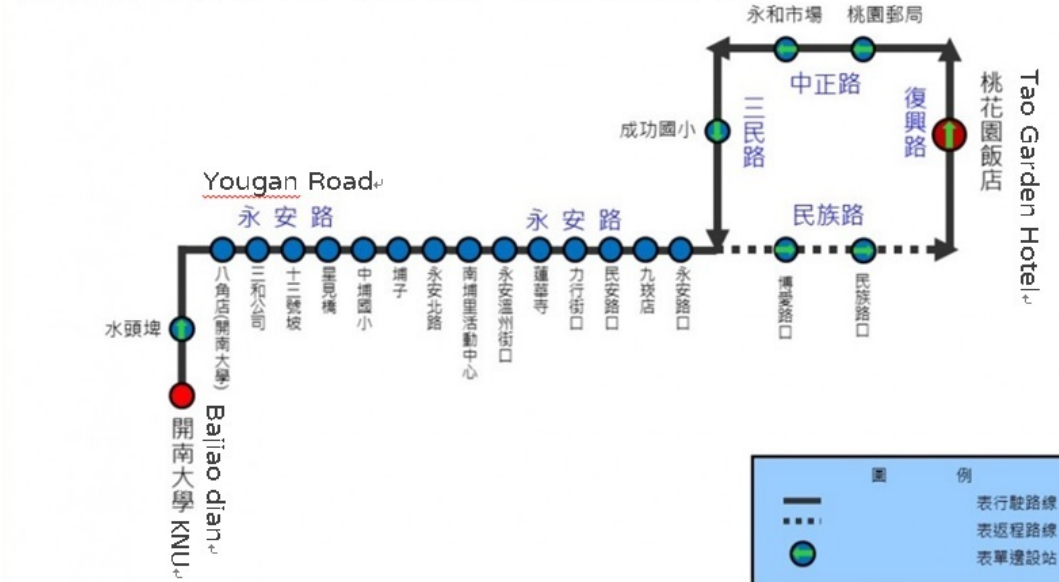 永和市場 桃園郵局
中正路
桃花園飯店
Tao Garden Hotel
復興路
三民路
成功國小
Yougan Road
永安路
永安路
民族路
八角店(開南大學)
三和公司
十三號坡
星見橋
中埔國小
埔子
永安北路
南埔里活動中心
永安溫州街口
蓮華寺
力行街口
民安路口
九崁店
永安路口
博愛路口
民族路口
水頭埤
開南大學 KNU
Bajiao dian
圖 例
表行駛路線
表返程路線
表單邊設站